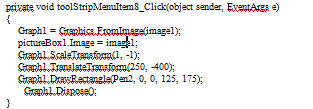 private void toolStripMenuItem8_Click(object sender, EventArgs e)
{
Graph1 = Graphics.FromImage(image1);
pictureBox1.Image = image1;
Graph1.ScaleTransform(1, -1);
Graph1.TranslateTransform(250, -400);
Graph1.DrawRectangle(Pen2, 0, 0, 125, 175);
Graph1.Dispose();
}